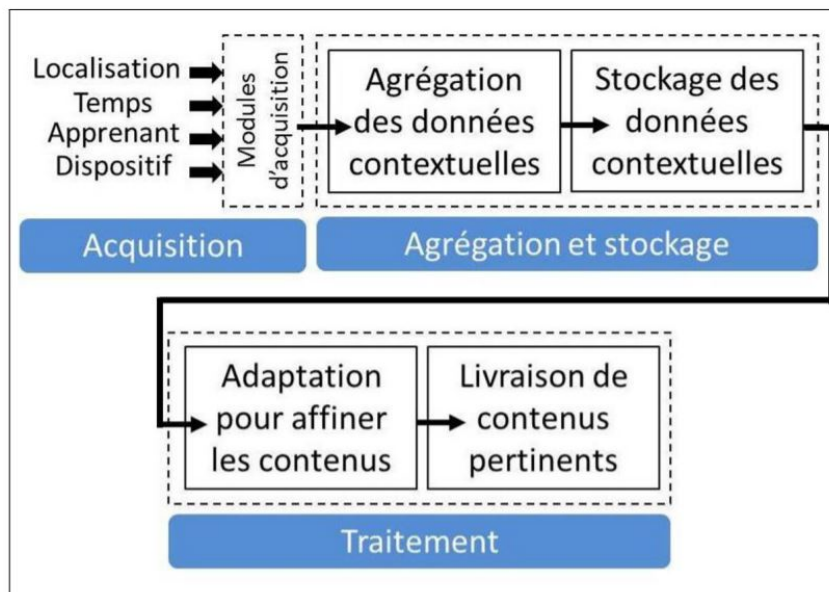 Localisation
Temps
Apprenant
Dispositif
Modules
d'acquisition
Agrégation
des données
contextuelles
Stockage des
données
contextuelles
Acquisition
Agrégation et stockage
Adaptation
pour affiner
les contenus
Livraison de
contenus
pertinents
Traitement